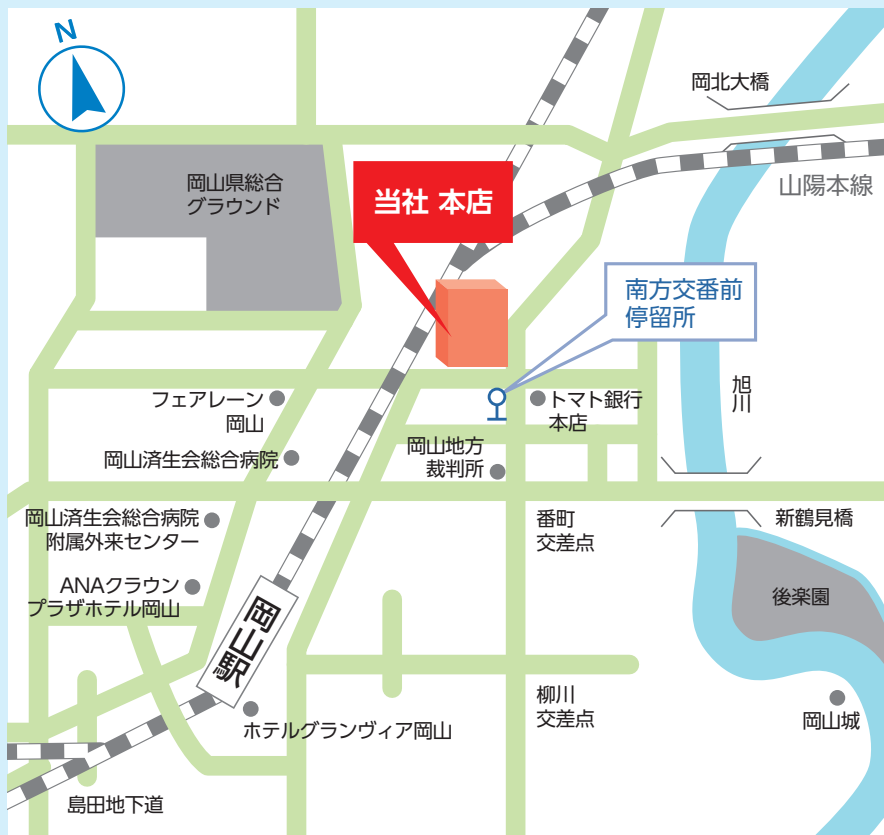 N
岡北大橋
山陽本線
岡山県総合
グラウンド
当社 本店
南方交番前
停留所
旭川
フェアレーン
岡山
トマト銀行
本店
岡山済生会総合病院
岡山地方
裁判所
岡山済生会総合病院
附属外来センター
番町
交差点
新鶴見橋
ANAクラウン
プラザホテル岡山
後楽園
岡山駅
柳川
交差点
岡山城
ホテルグランヴィア岡山
島田地下道